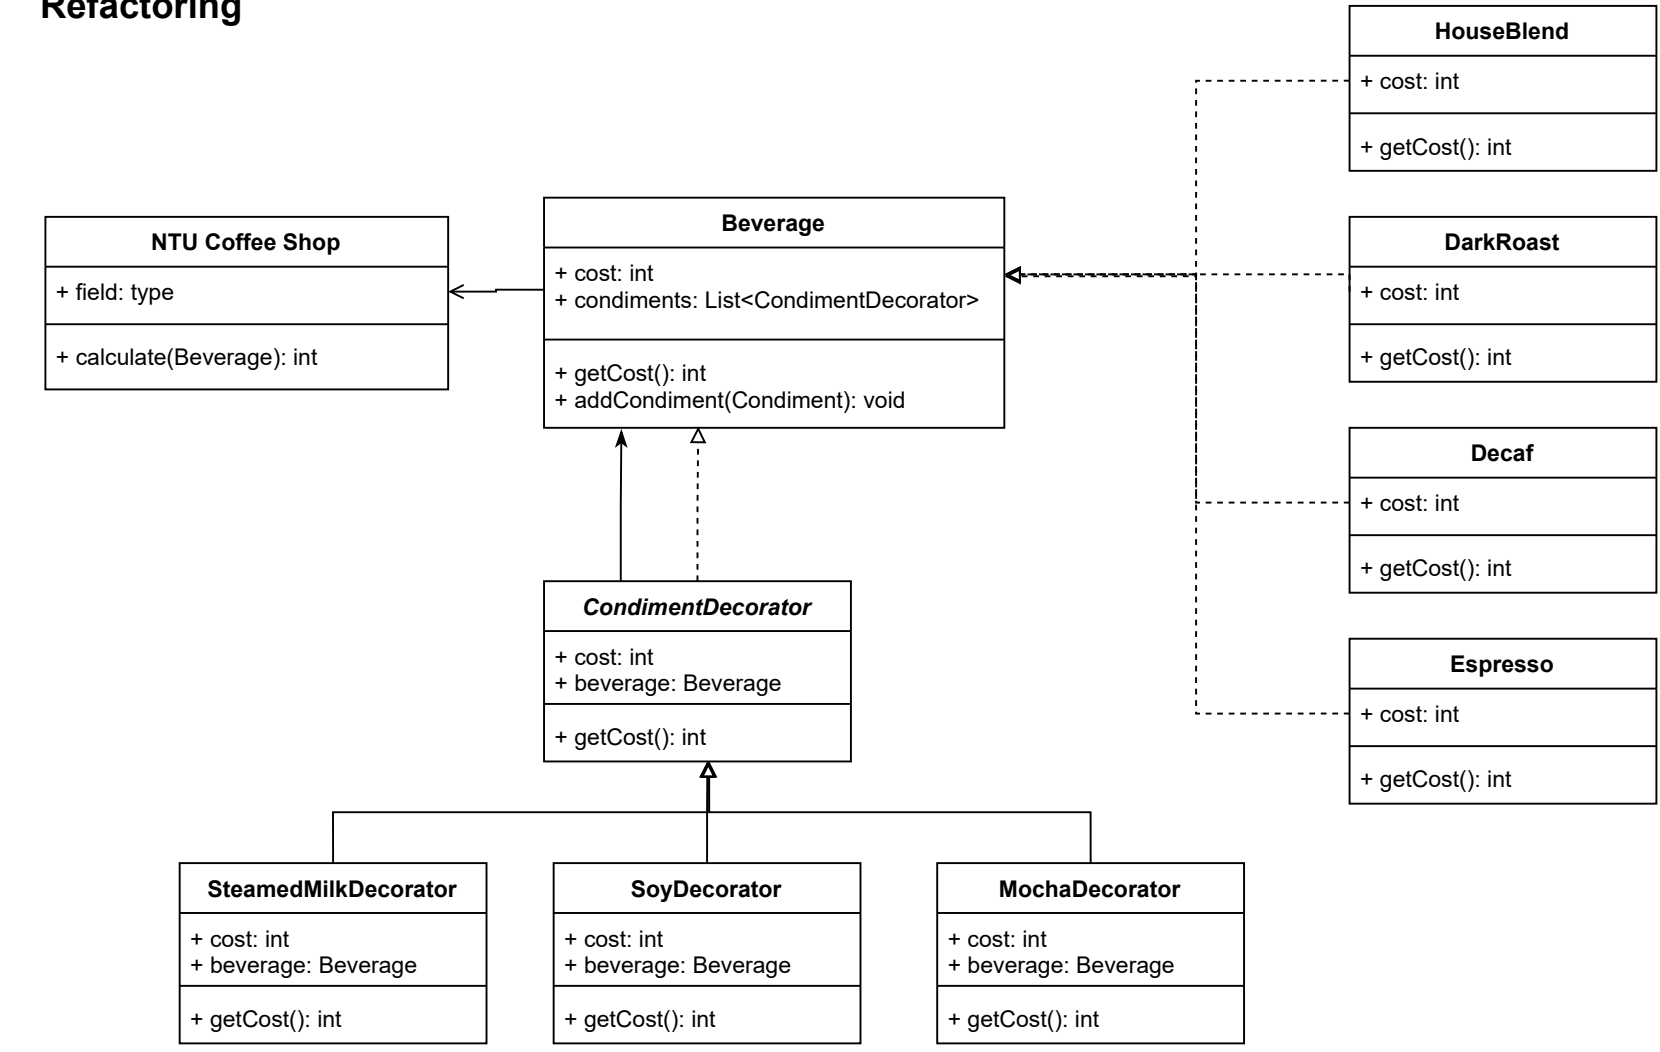 Refactoring
HouseBlend
+ cost: int
+ getCost(): int
NTU Coffee Shop
+ field: type
+ calculate(Beverage): int
Beverage
+ cost: int
+ condiments: List<CondimentDecorator>
+ getCost(): int
+ addCondiment(Condiment): void
DarkRoast
+ cost: int
+ getCost(): int
Decaf
+ cost: int
+ getCost(): int
CondimentDecorator
+ cost: int
+ beverage: Beverage
+ getCost(): int
Espresso
+ cost: int
+ getCost(): int
SteamedMilkDecorator
+ cost: int
+ beverage: Beverage
+ getCost(): int
SoyDecorator
+ cost: int
+ beverage: Beverage
+ getCost(): int
MochaDecorator
+ cost: int
+ beverage: Beverage
+ getCost(): int